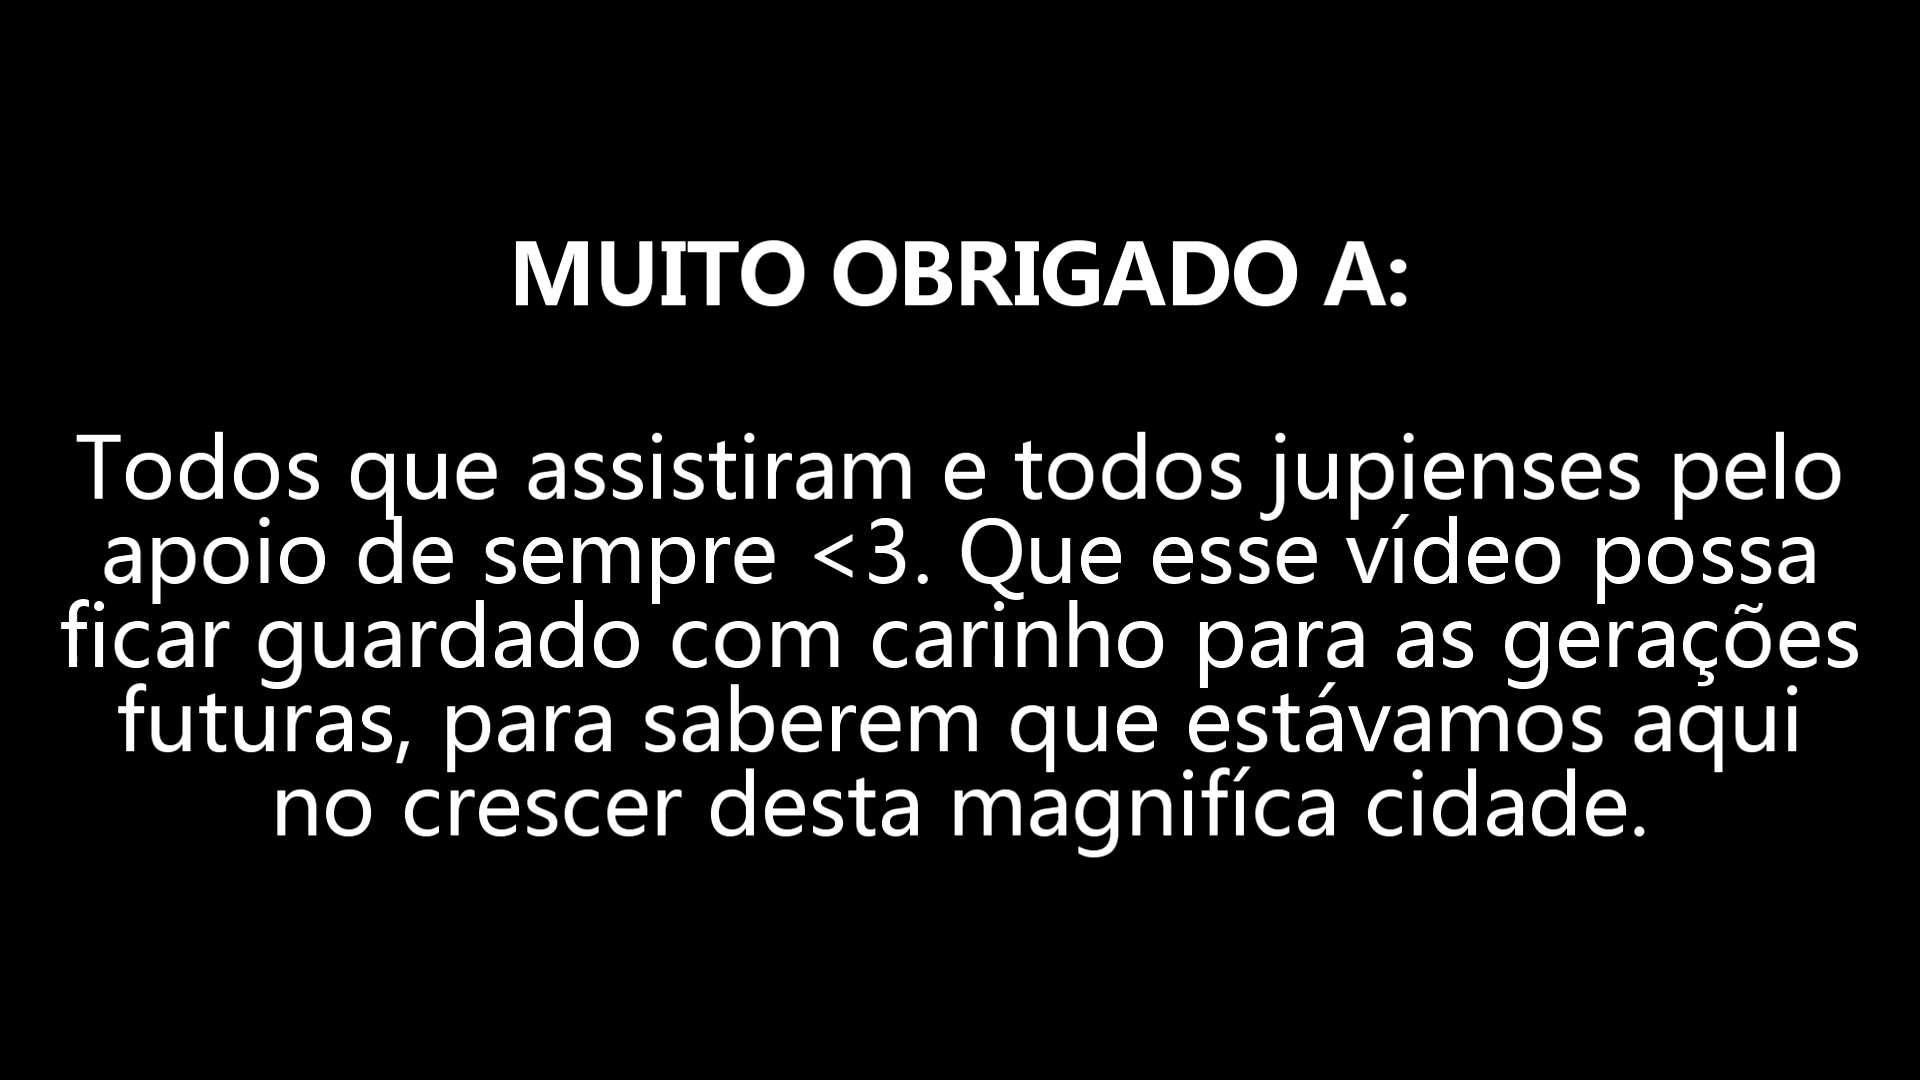 MUITO OBRIGADO A:
Todos que assistiram e todos jupienses pelo
apoio de sempre <3. Que esse vídeo possa
ficar guardado com carinho para as gerações
futuras, para saberem que estávamos aqui
no crescer desta magnifíca cidade.